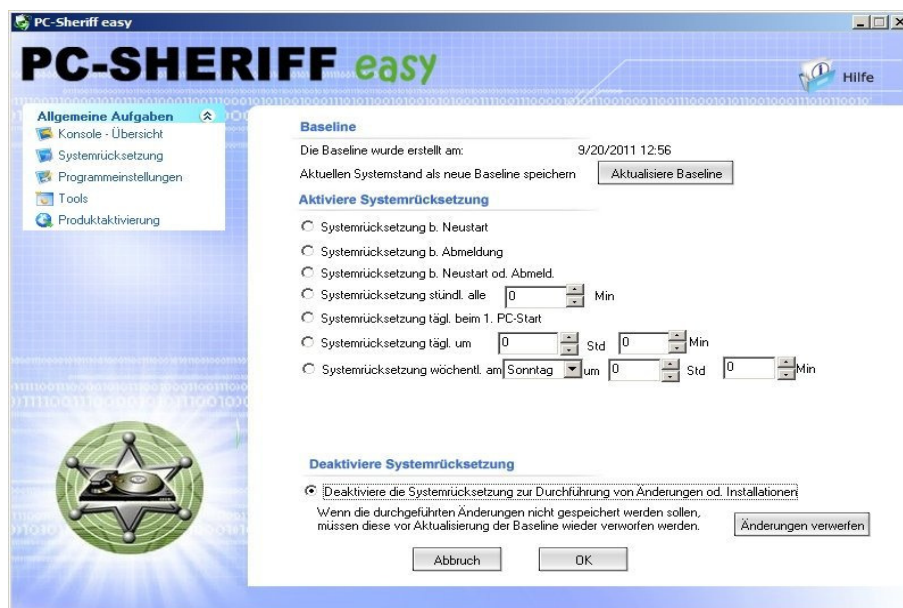 PC-Sheriff easy
PC-SHERIFF easy
Hilfe
Allgemeine Aufgaben
Konsole - Übersicht
Systemrücksetzung
Programmeinstellungen
Tools
Produktaktivierung
Baseline
Die Baseline wurde erstellt am: 9/20/2011 12:56
Aktuellen Systemstand als neue Baseline speichern Aktualisiere Baseline
Aktiviere Systemrücksetzung
Systemrücksetzung b. Neustart
Systemrücksetzung b. Abmeldung
Systemrücksetzung b. Neustart od. Abmeld.
Systemrücksetzung stündl. alle 0 Min
Systemrücksetzung tägl. beim 1. PC-Start
Systemrücksetzung tägl. um 0 Std 0 Min
Systemrücksetzung wöchentl. am Sonntag um 0 Std 0 Min
Deaktiviere Systemrücksetzung
Deaktiviere die Systemrücksetzung zur Durchführung von Änderungen od. Installationen
Wenn die durchgeführten Änderungen nicht gespeichert werden sollen,
müssen diese vor Aktualisierung der Baseline wieder verworfen werden.
Änderungen verwerfen
Abbruch OK